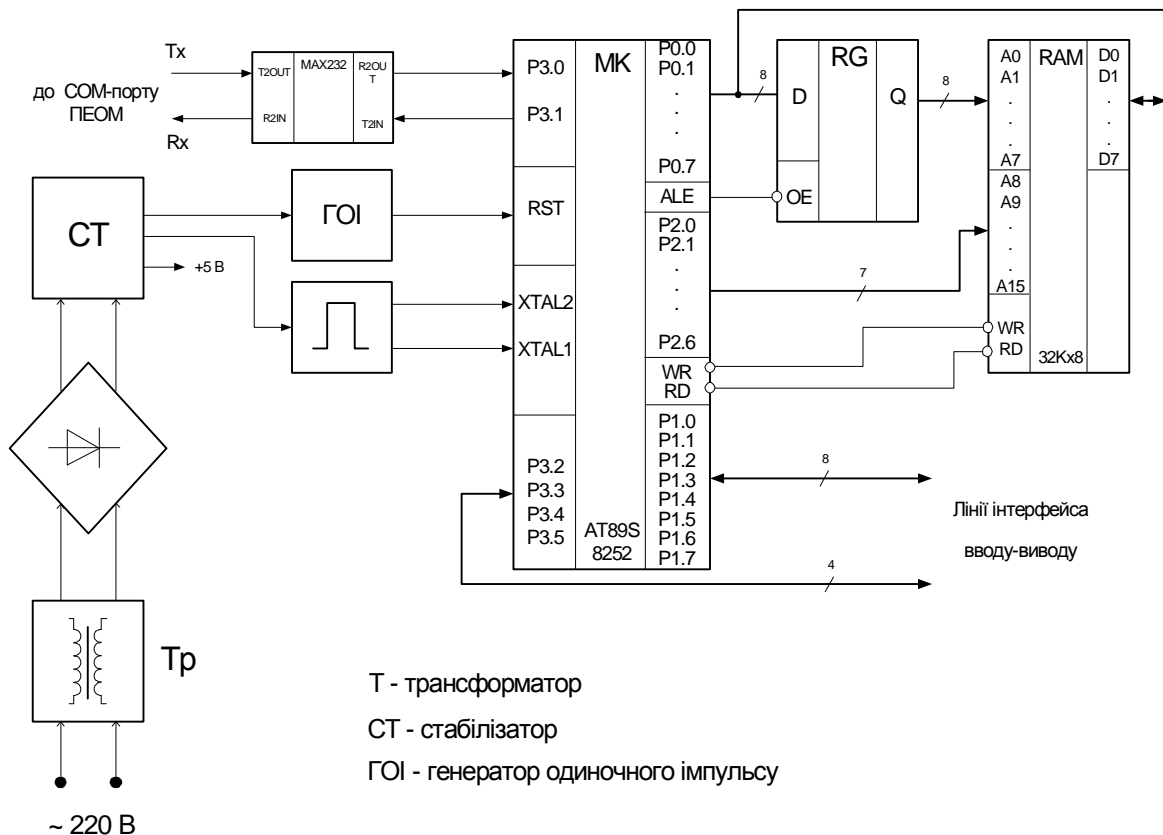 Tx
до СОМ-порту
ПЕОМ
Rx
T2OUT
R2IN
MAX232
R2OU
T
T2IN
СТ
ГОІ
+5 В
Тр
~ 220 В
P3.0
P3.1
RST
XTAL2
XTAL1
P3.2
P3.3
P3.4
P3.5
MK
AT89S
8252
P0.0
P0.1
.
.
.
P0.7
ALE
P2.0
P2.1
.
.
.
P2.6
WR
RD
P1.0
P1.1
P1.2
P1.3
P1.4
P1.5
P1.6
P1.7
8
D
RG
Q
OE
8
7
A0
A1
.
.
.
A7
A8
A9
.
.
.
A15
WR
RD
RAM
32Kx8
D0
D1
.
.
.
D7
8
Лінії інтерфейса
вводу-виводу
4
Т - трансформатор
СТ - стабілізатор
ГОІ - генератор одиночного імпульсу